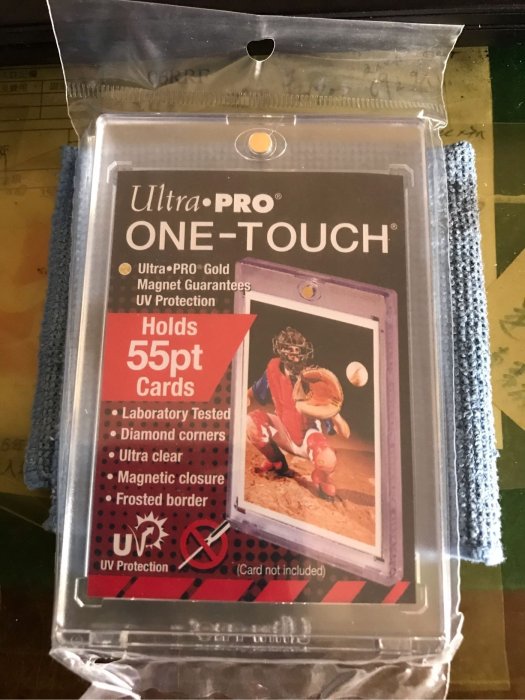 Ultra•PRO®
ONE-TOUCH®
Ultra•PRO® Gold
Magnet Guarantees
UV Protection
Holds
55pt
Cards
• Laboratory Tested
• Diamond corners
• Ultra clear
• Magnetic closure
• Frosted border
UV
UV Protection
(Card not included)